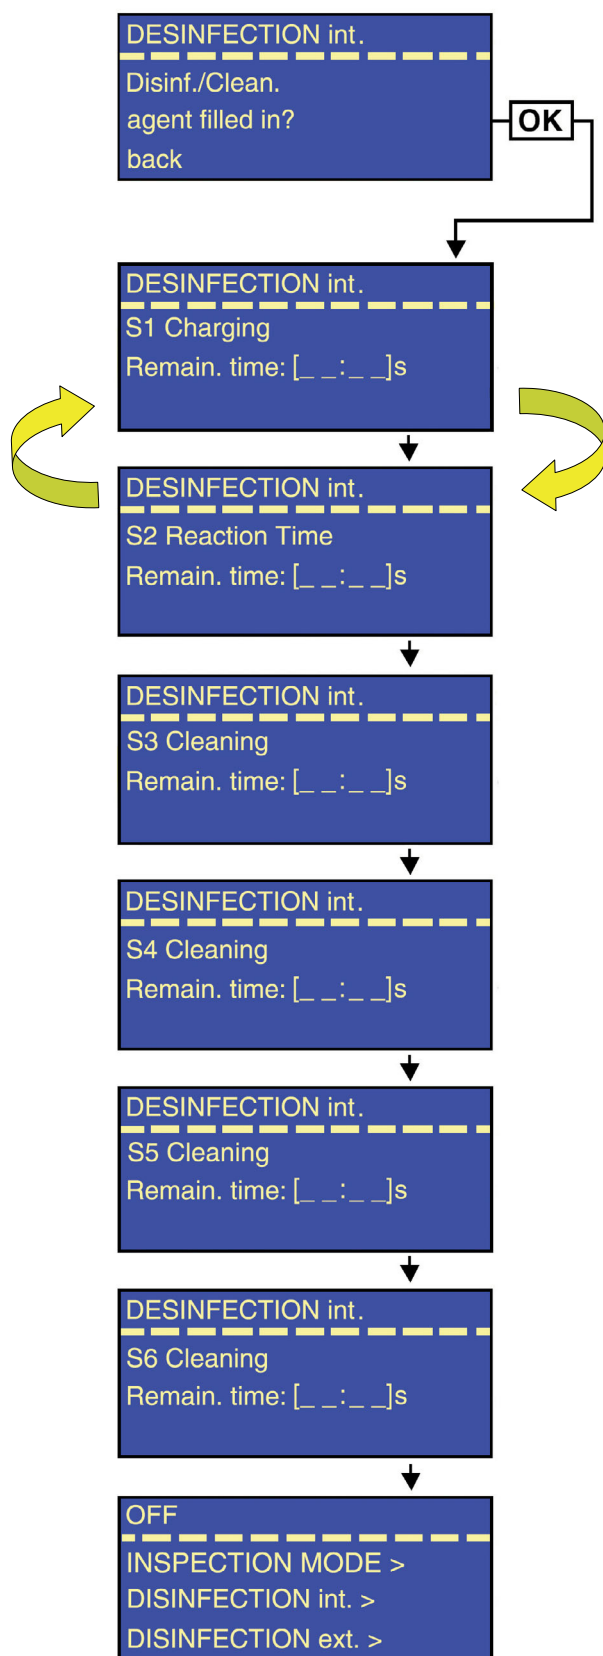 DESINFECTION int.
Disinf./Clean.
agent filled in?
back
OK
DESINFECTION int.
S1 Charging
Remain. time: [_ _:_ _]s
DESINFECTION int.
S2 Reaction Time
Remain. time: [_ _:_ _]s
DESINFECTION int.
S3 Cleaning
Remain. time: [_ _:_ _]s
DESINFECTION int.
S4 Cleaning
Remain. time: [_ _:_ _]s
DESINFECTION int.
S5 Cleaning
Remain. time: [_ _:_ _]s
DESINFECTION int.
S6 Cleaning
Remain. time: [_ _:_ _]s
OFF
INSPECTION MODE >
DISINFECTION int. >
DISINFECTION ext. >